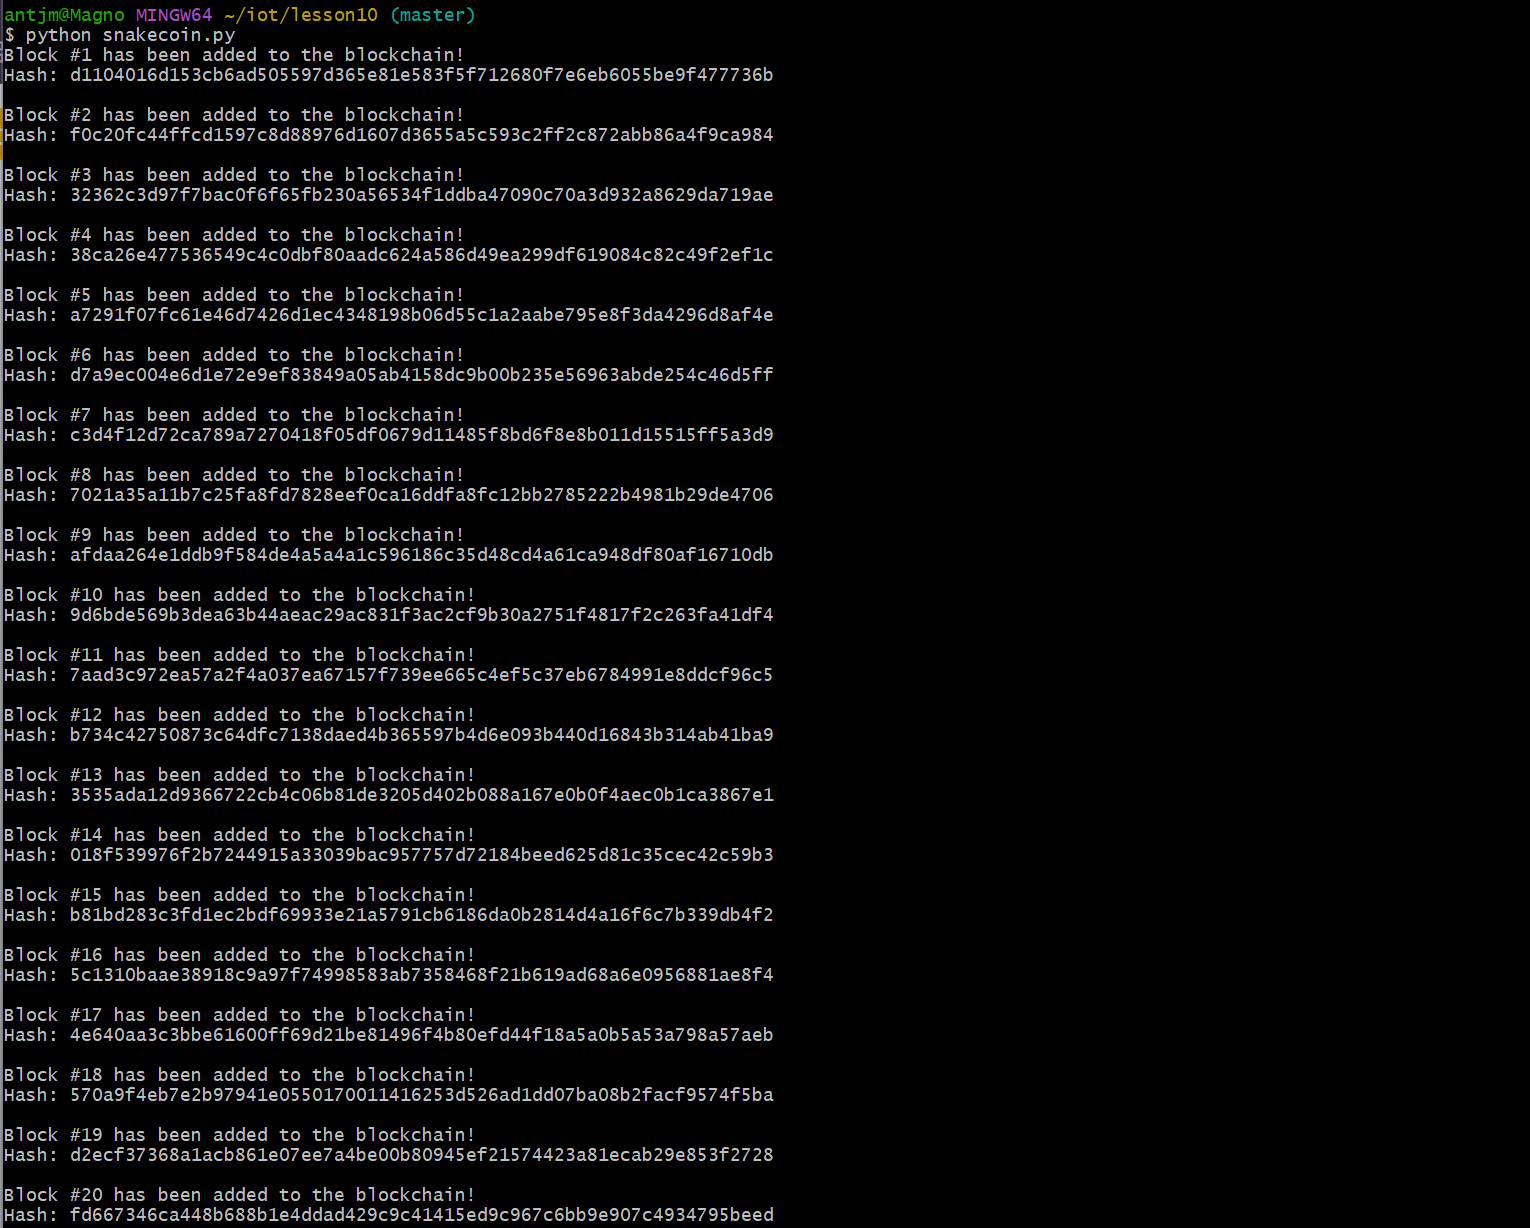 antjm@Magno MINGW64 ~/iot/lesson10 (master)
$ python snakecoin.py
Block #1 has been added to the blockchain!
Hash: d1104016d153cb6ad505597d365e81e583f5f712680f7e6eb6055be9f477736b
Block #2 has been added to the blockchain!
Hash: f0c20fc44ffcd1597c8d88976d1607d3655a5c593c2ff2c872abb86a4f9ca984
Block #3 has been added to the blockchain!
Hash: 32362c3d97f7bac0f6f65fb230a56534f1ddba47090c70a3d932a8629da719ae
Block #4 has been added to the blockchain!
Hash: 38ca26e477536549c4c0dbf80aadc624a586d49ea299df619084c82c49f2ef1c
Block #5 has been added to the blockchain!
Hash: a7291f07fc61e46d7426d1ec4348198b06d55c1a2aabe795e8f3da4296d8af4e
Block #6 has been added to the blockchain!
Hash: d7a9ec004e6d1e72e9ef83849a05ab4158dc9b00b235e56963abde254c46d5ff
Block #7 has been added to the blockchain!
Hash: c3d4f12d72ca789a7270418f05df0679d11485f8bd6f8e8b011d15515ff5a3d9
Block #8 has been added to the blockchain!
Hash: 7021a35a11b7c25fa8fd7828eef0ca16ddfa8fc12bb2785222b4981b29de4706
Block #9 has been added to the blockchain!
Hash: afdaa264e1ddb9f584de4a5a4a1c596186c35d48cd4a61ca948df80af16710db
Block #10 has been added to the blockchain!
Hash: 9d6bde569b3dea63b44aeac29ac831f3ac2cf9b30a2751f4817f2c263fa41df4
Block #11 has been added to the blockchain!
Hash: 7aad3c972ea57a2f4a037ea67157f739ee665c4ef5c37eb6784991e8ddcf96c5
Block #12 has been added to the blockchain!
Hash: b734c42750873c64dfc7138daed4b365597b4d6e093b440d16843b314ab41ba9
Block #13 has been added to the blockchain!
Hash: 3535ada12d9366722cb4c06b81de3205d402b088a167e0b0f4aec0b1ca3867e1
Block #14 has been added to the blockchain!
Hash: 018f539976f2b7244915a33039bac957757d72184beed625d81c35cec42c59b3
Block #15 has been added to the blockchain!
Hash: b81bd283c3fd1ec2bdf69933e21a5791cb6186da0b2814d4a16f6c7b339db4f2
Block #16 has been added to the blockchain!
Hash: 5c1310baae38918c9a97f74998583ab7358468f21b619ad68a6e0956881ae8f4
Block #17 has been added to the blockchain!
Hash: 4e640aa3c3bbe61600ff69d21be81496f4b80efd44f18a5a0b5a53a798a57aeb
Block #18 has been added to the blockchain!
Hash: 570a9f4eb7e2b97941e0550170011416253d526ad1dd07ba08b2facf9574f5ba
Block #19 has been added to the blockchain!
Hash: d2ecf37368a1acb861e07ee7a4be00b80945ef21574423a81ecab29e853f2728
Block #20 has been added to the blockchain!
Hash: fd667346ca448b688b1e4ddad429c9c41415ed9c967c6bb9e907c4934795beed